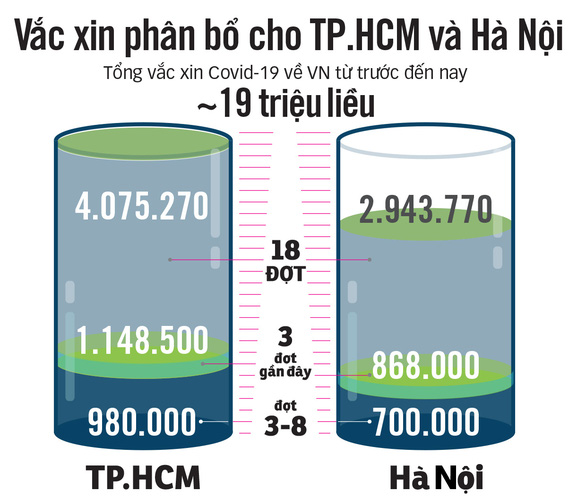 Vắc xin phân bổ cho TP.HCM và Hà Nội
Tổng vắc xin Covid-19 về VN từ trước đến nay
~19 triệu liều
4.075.270
2.943.770
18
ĐỢT
1.148.500
3
đợt
gần đây
868.000
980.000
đợt
3-8
700.000
TP.HCM
Hà Nội